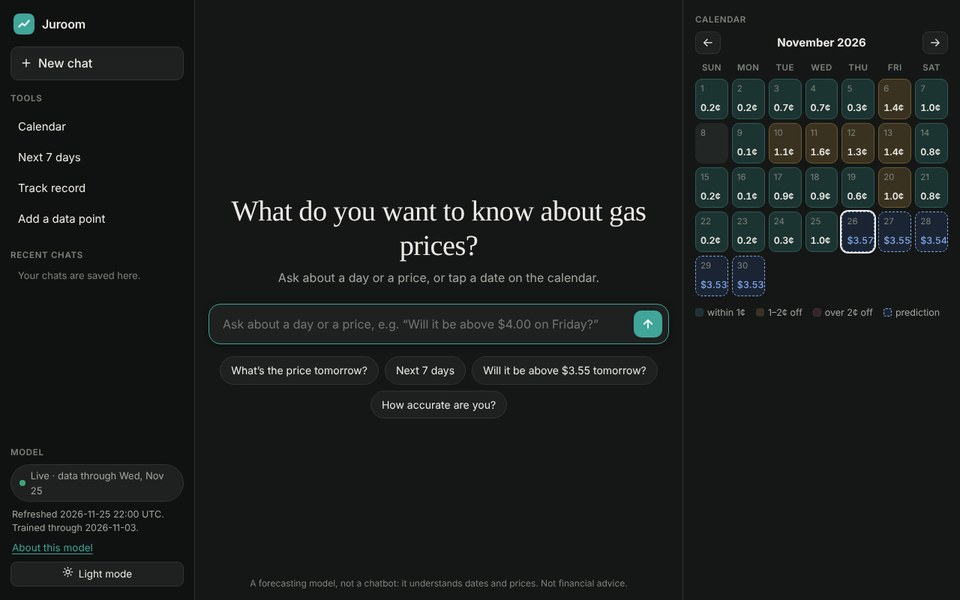 Juroom
+ New chat
TOOLS
Calendar
Next 7 days
Track record
Add a data point
RECENT CHATS
Your chats are saved here.
MODEL
Live · data through Wed, Nov
25
Refreshed 2026-11-25 22:00 UTC.
Trained through 2026-11-03.
About this model
Light mode
What do you want to know about gas
prices?
Ask about a day or a price, or tap a date on the calendar.
Ask about a day or a price, e.g. “Will it be above $4.00 on Friday?”
What’s the price tomorrow?
Next 7 days
Will it be above $3.55 tomorrow?
How accurate are you?
A forecasting model, not a chatbot: it understands dates and prices. Not financial advice.
CALENDAR
← November 2026 →
SUN MON TUE WED THU FRI SAT
1 2 3 4 5 6 7
0.2¢ 0.2¢ 0.7¢ 0.7¢ 0.3¢ 1.4¢ 1.0¢
8 9 10 11 12 13 14
0.1¢ 1.1¢ 1.6¢ 1.3¢ 1.4¢ 0.8¢
15 16 17 18 19 20 21
0.2¢ 0.1¢ 0.9¢ 0.9¢ 0.6¢ 1.0¢ 0.8¢
22 23 24 25 26 27 28
0.2¢ 0.2¢ 0.3¢ 1.0¢ $3.57 $3.55 $3.54
29 30
$3.53 $3.53
within 1¢ 1–2¢ off over 2¢ off prediction